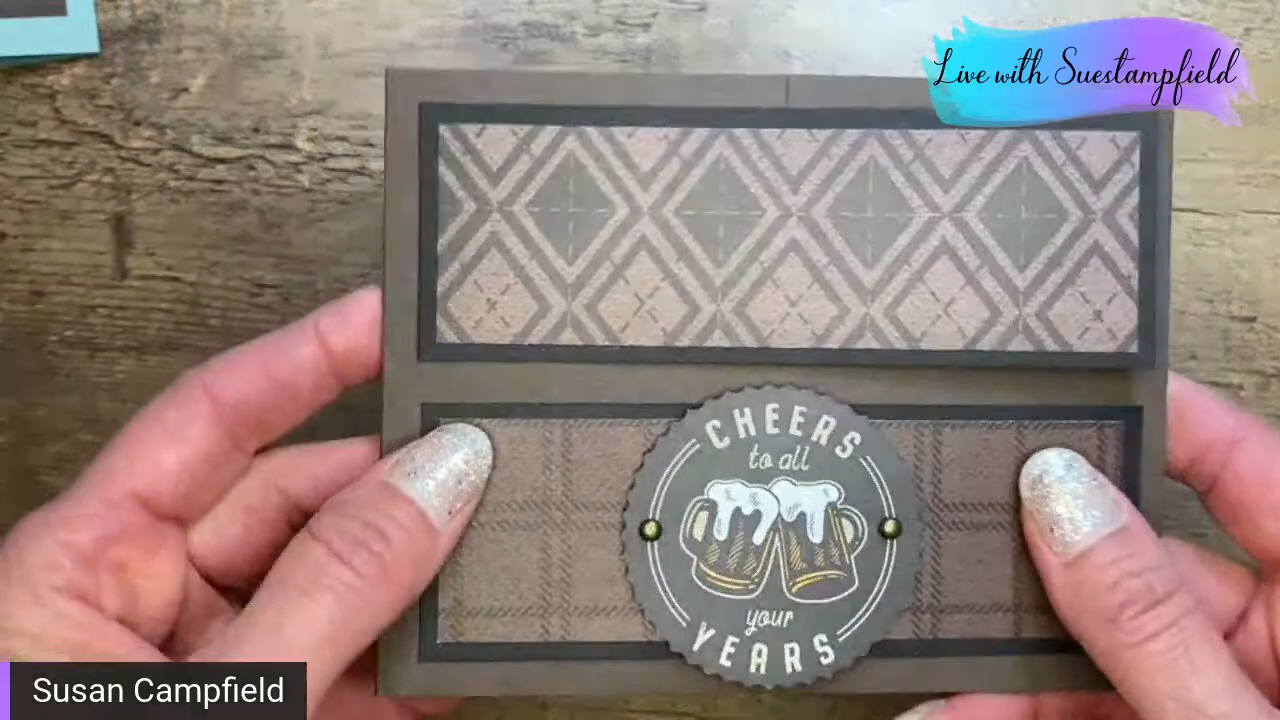 Live with Suestampfield
CHEERS
to all
your
YEARS
Susan Campfield